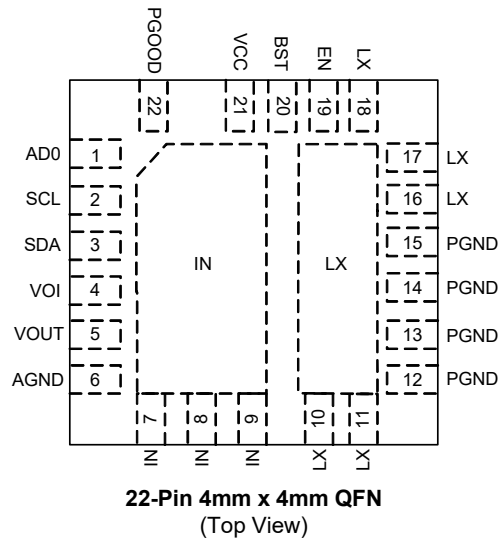 PGOOD VCC BST EN LX
22 21 20 19 18
AD0 1 17 LX
SCL 2 16 LX
SDA 3 15 PGND
IN LX
VOI 4 14 PGND
VOUT 5 13 PGND
AGND 6 12 PGND
7 8 9 10 11
IN IN IN LX LX
22-Pin 4mm x 4mm QFN
(Top View)